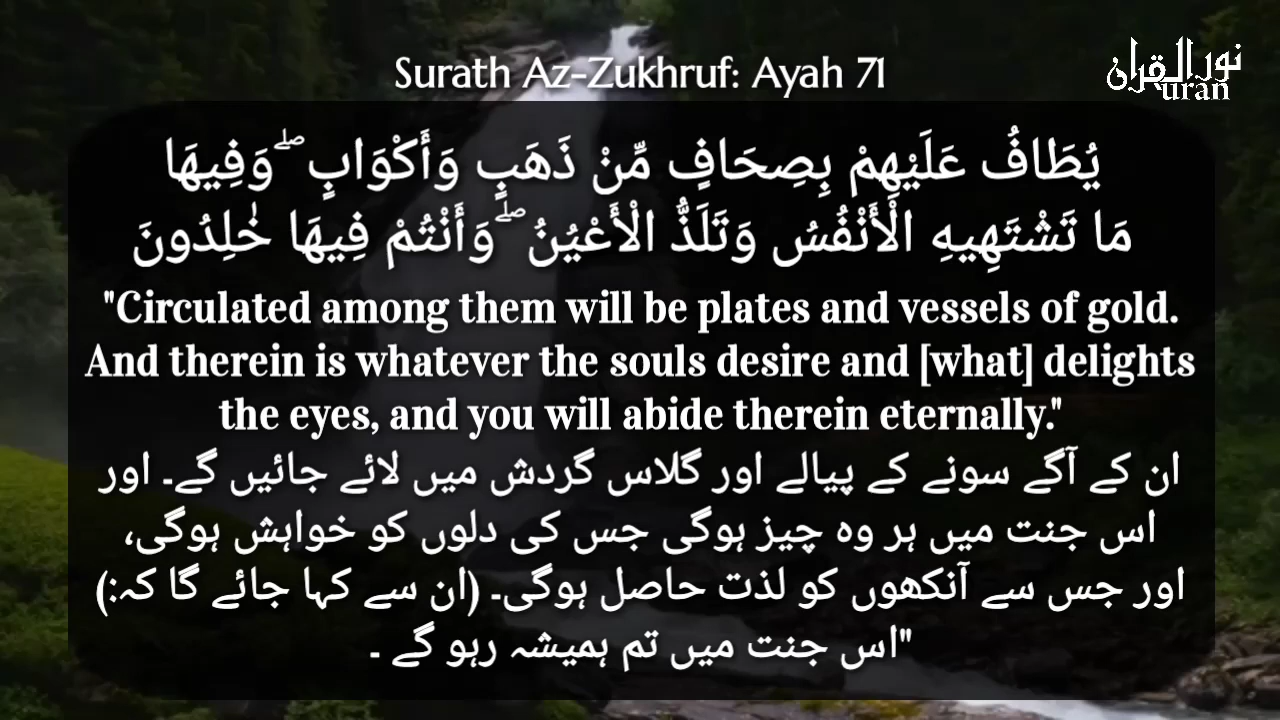 Surath Az-Zukhruf: Ayah 71
نور القران
uran
يُطَافُ عَلَيْهِمْ بِصِحَافٍ مِّنْ ذَهَبٍ وَأَكْوَابٍ ۖ وَفِيهَا
مَا تَشْتَهِيهِ الْأَنْفُسُ وَتَلَذُّ الْأَعْيُنُ ۖ وَأَنْتُمْ فِيهَا خٰلِدُونَ
"Circulated among them will be plates and vessels of gold.
And therein is whatever the souls desire and [what] delights
the eyes, and you will abide therein eternally."
ان کے آگے سونے کے پیالے اور گلاس گردش میں لائے جائیں گے۔ اور
اس جنت میں ہر وہ چیز ہوگی جس کی دلوں کو خواہش ہوگی،
اور جس سے آنکھوں کو لذت حاصل ہوگی۔ (ان سے کہا جائے گا کہ:)
"اس جنت میں تم ہمیشہ رہو گے ۔